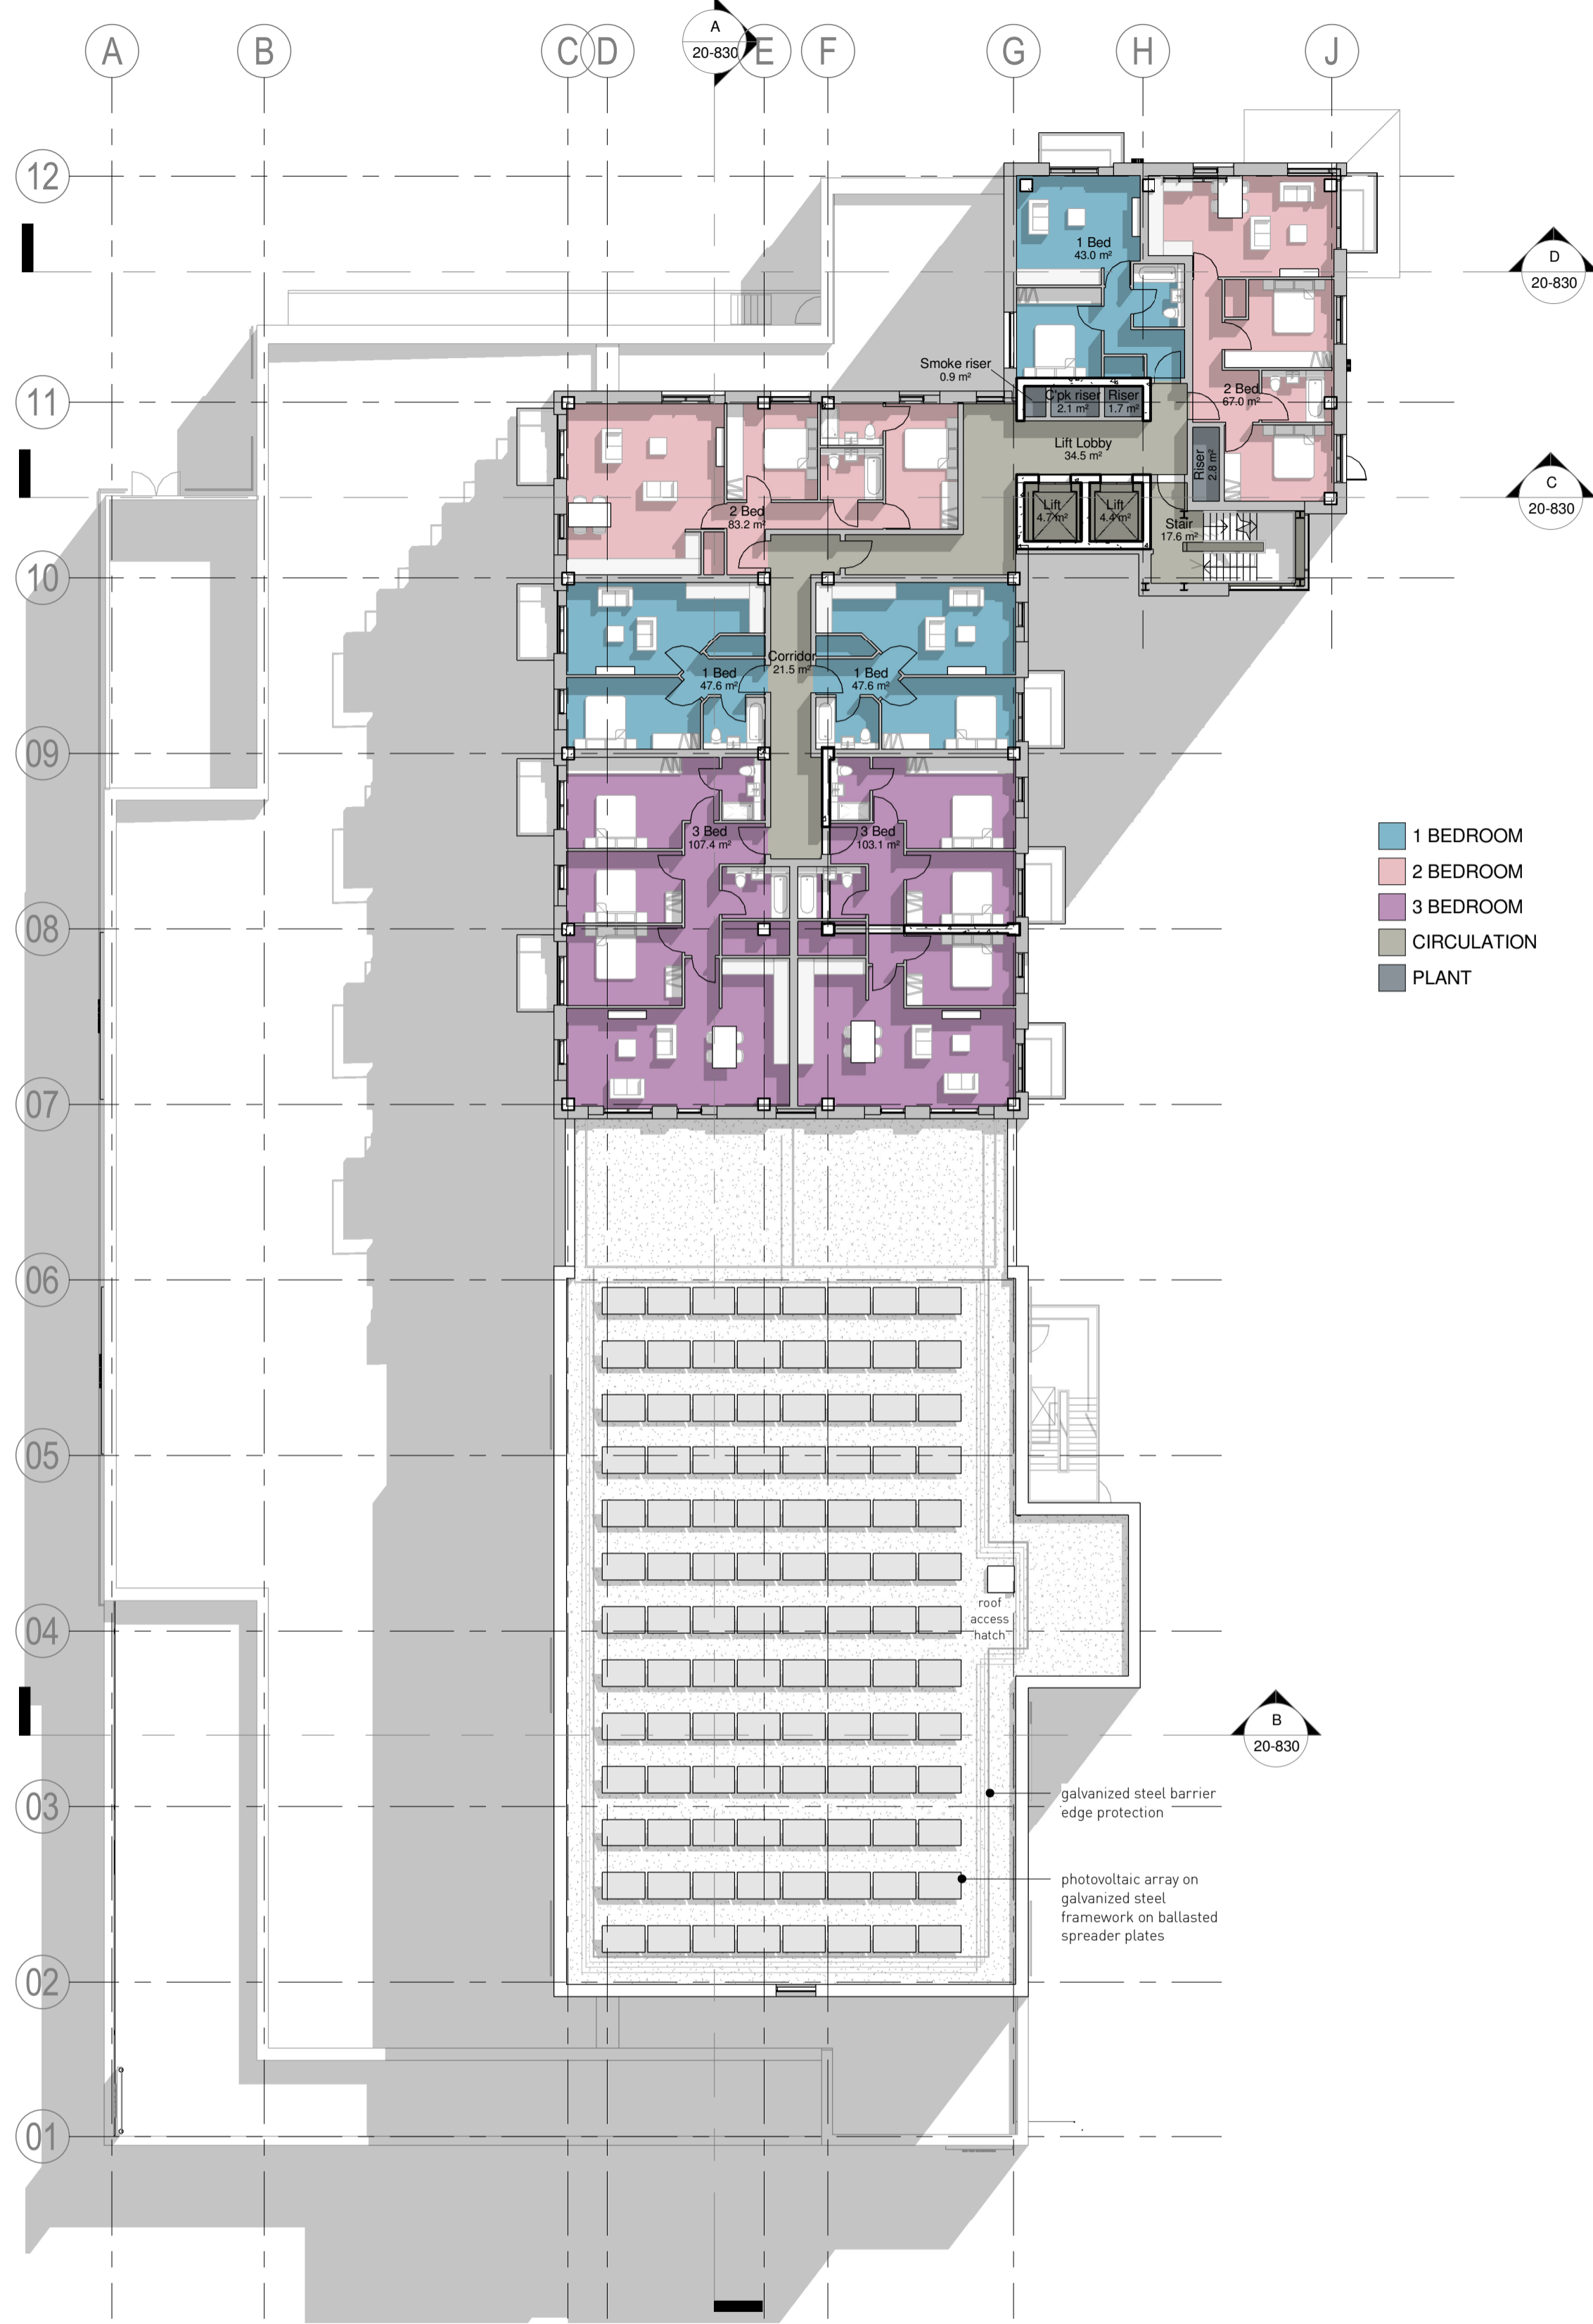 A
20-830
A
B
C
D
E
F
G
H
J
12
11
10
09
08
07
06
05
04
03
02
01
D
20-830
C
20-830
B
20-830
1 Bed
43.0 m²
2 Bed
67.0 m²
Smoke riser
0.9 m²
C'pk riser
2.1 m²
Riser
1.7 m²
Lift Lobby
34.5 m²
Riser
2.8 m²
Lift
4.7 m²
Lift
4.4 m²
Stair
17.6 m²
2 Bed
83.2 m²
Corridor
21.5 m²
1 Bed
47.6 m²
1 Bed
47.6 m²
3 Bed
107.4 m²
3 Bed
103.1 m²
1 BEDROOM
2 BEDROOM
3 BEDROOM
CIRCULATION
PLANT
roof
access
hatch
galvanized steel barrier
edge protection
photovoltaic array on
galvanized steel
framework on ballasted
spreader plates